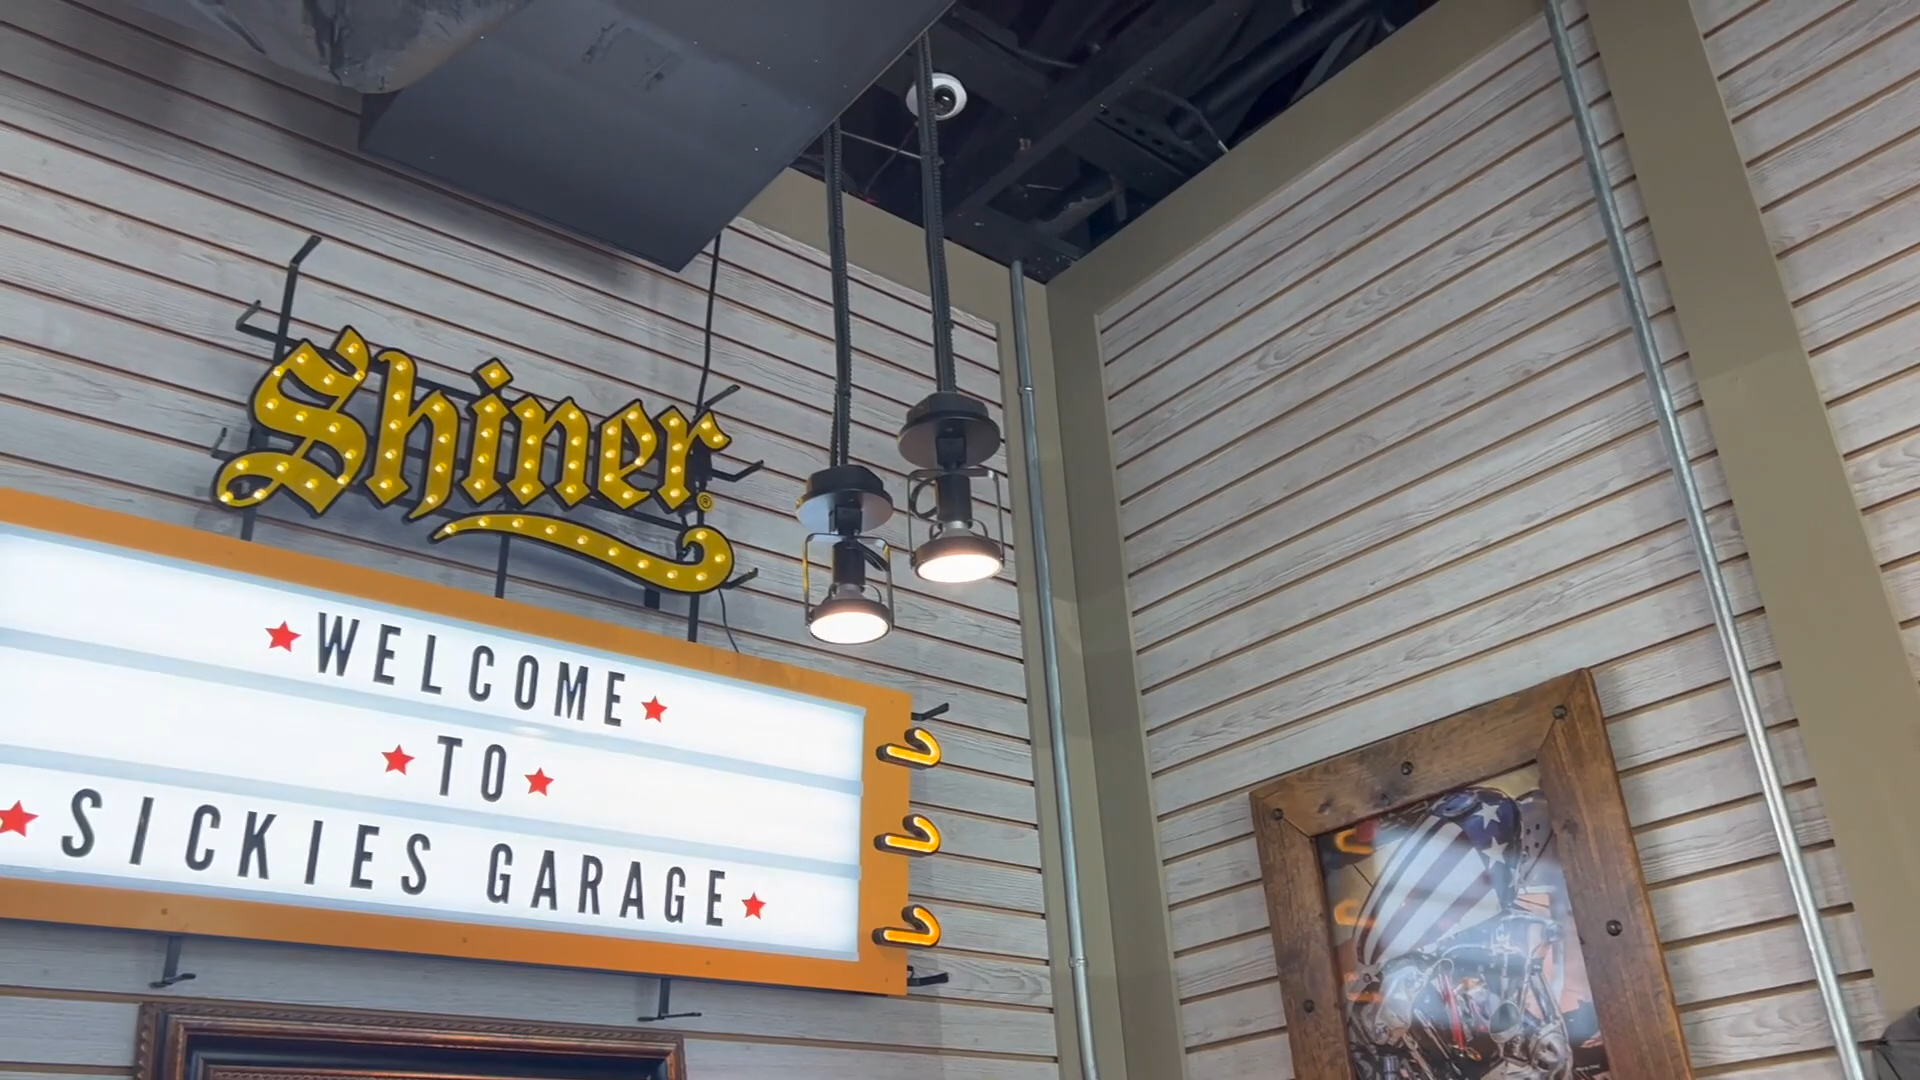 Shiner®
★WELCOME★
★TO★
★SICKIES GARAGE★